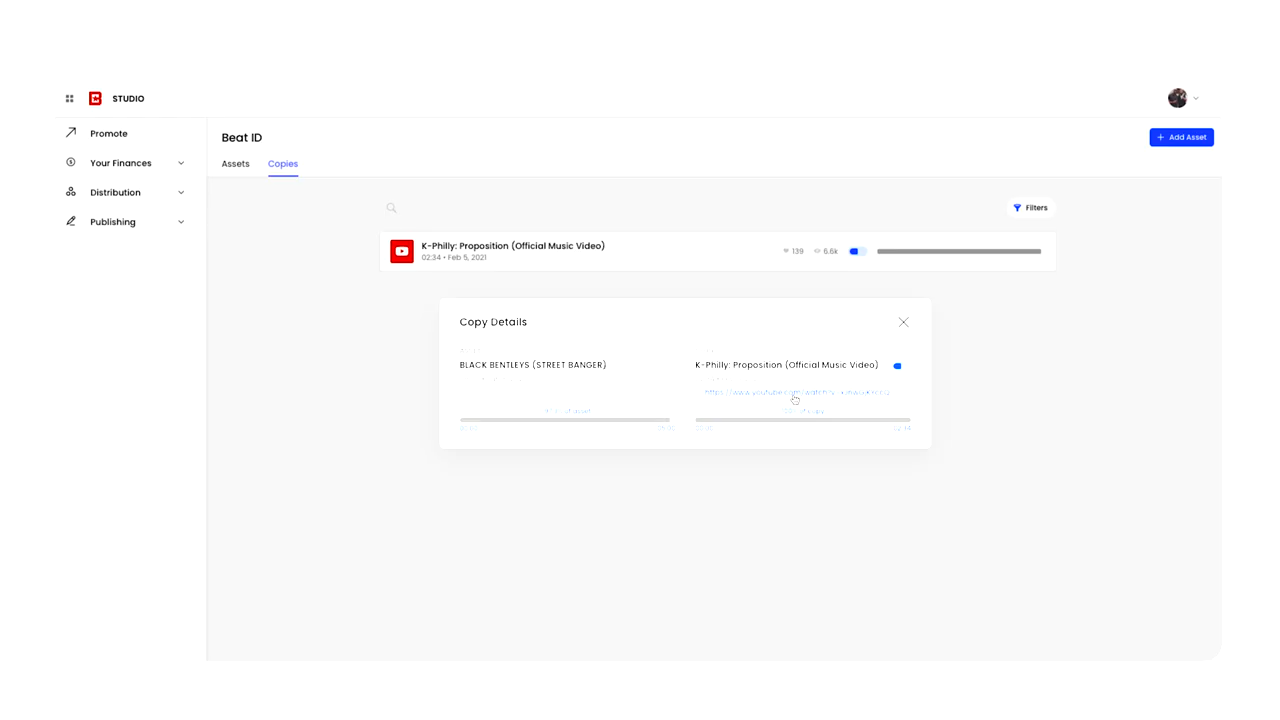 STUDIO
Promote
Your Finances
Distribution
Publishing
Beat ID
+ Add Asset
Assets
Copies
Filters
K-Philly: Proposition (Official Music Video)
02:34 • Feb 5, 2021
139
6.6k
Copy Details
BLACK BENTLEYS (STREET BANGER)
K-Philly: Proposition (Official Music Video)